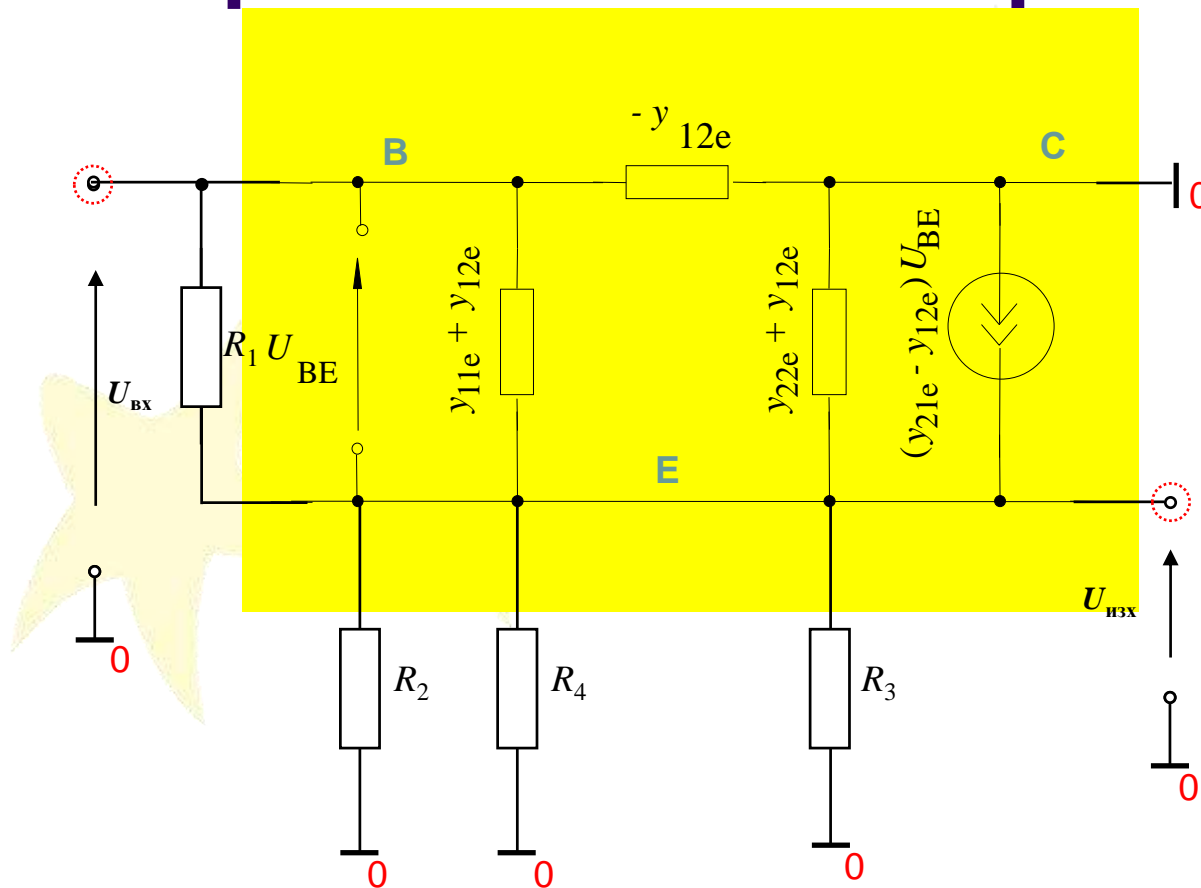 - y 12e
B
C
0
R1
UBE
Uвх
y11e + y12e
y22e + y12e
(y21e - y12e) UBE
E
Uизх
0
R2
R4
R3
0
0
0
0